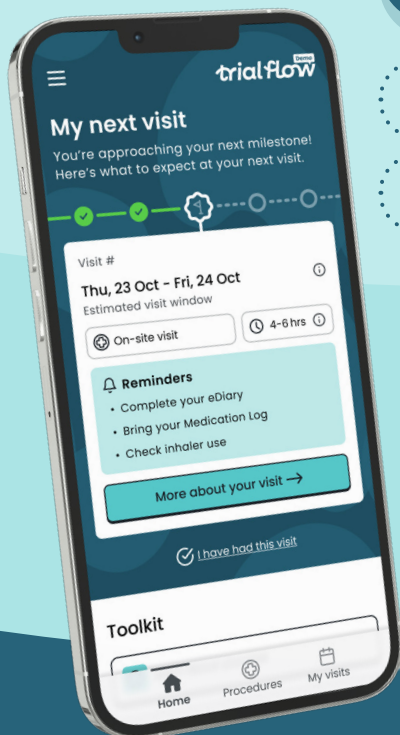 Demo
trialflow
My next visit
You're approaching your next milestone!
Here's what to expect at your next visit.
Visit #
Thu, 23 Oct - Fri, 24 Oct
Estimated visit window
On-site visit
4-6 hrs
Reminders
• Complete your eDiary
• Bring your Medication Log
• Check inhaler use
More about your visit →
I have had this visit
Toolkit
Home
Procedures
My visits